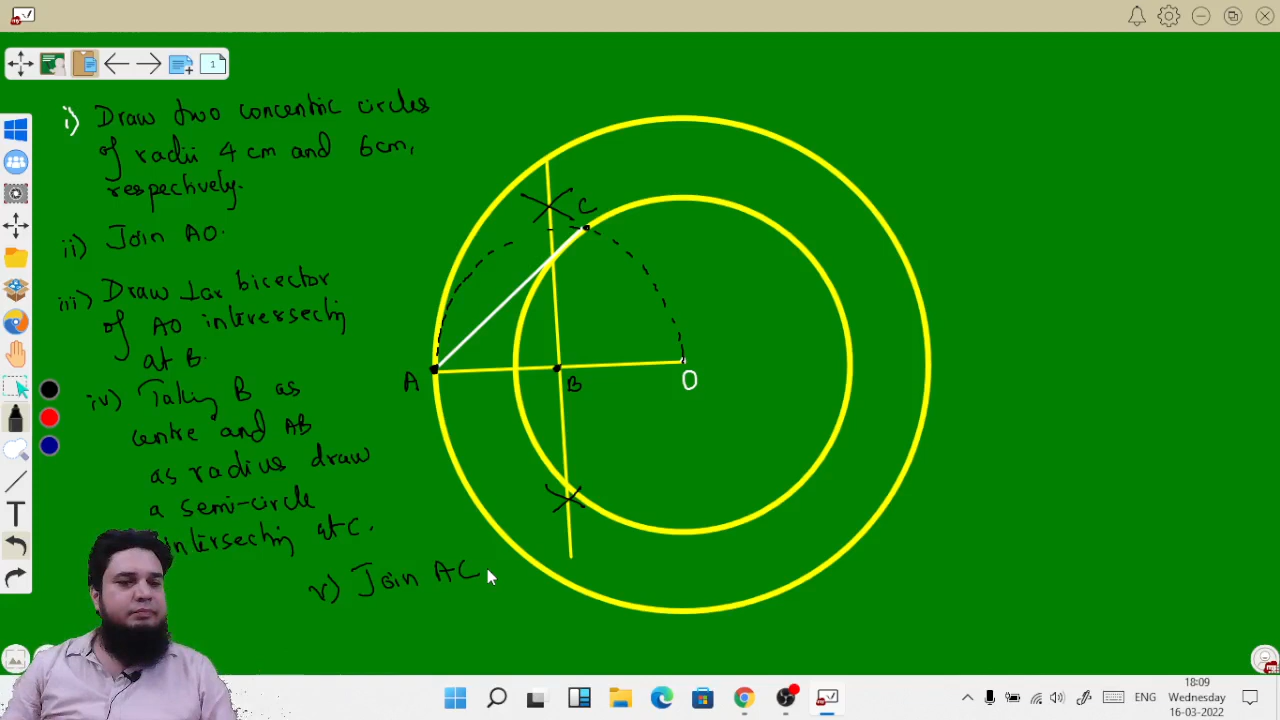 1
i) Draw two concentric circles
of radii 4 cm and 6cm,
respectively.
ii) Join AO.
iii) Draw ⊥ar bicector
of AO intersecting
at B.
iv) Taking B as
centre and AB
as radius draw
a semi-circle
intersecting at C.
v) Join AC
C
A
B
O
T
ENG
18:09
Wednesday
16-03-2022